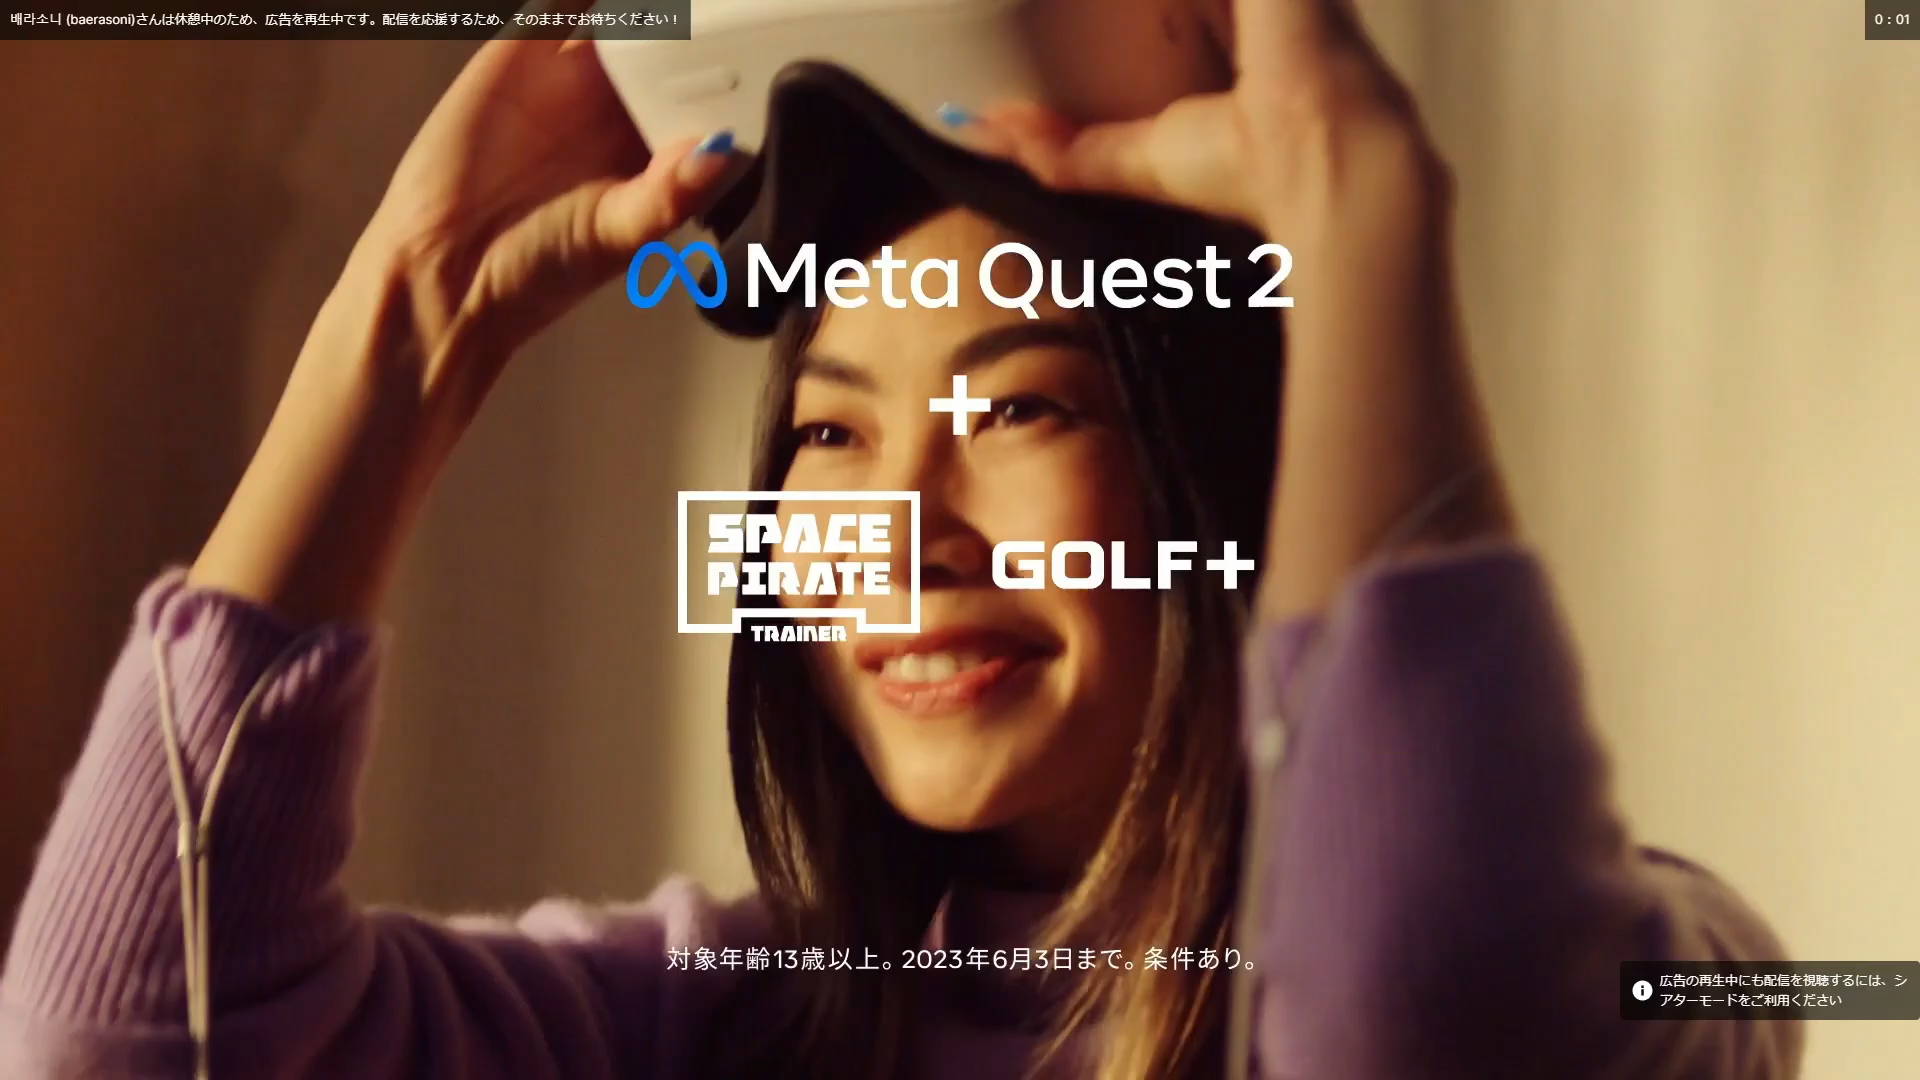 배라소니 (baerasoni)さんは休憩中のため、広告を再生中です。配信を応援するため、そのままでお待ちください！
0：01
Meta Quest 2
+
SPACE
PIRATE
TRAINER
GOLF+
対象年齢13歳以上。2023年6月3日まで。条件あり。
広告の再生中にも配信を視聴するには、シ
アターモードをご利用ください